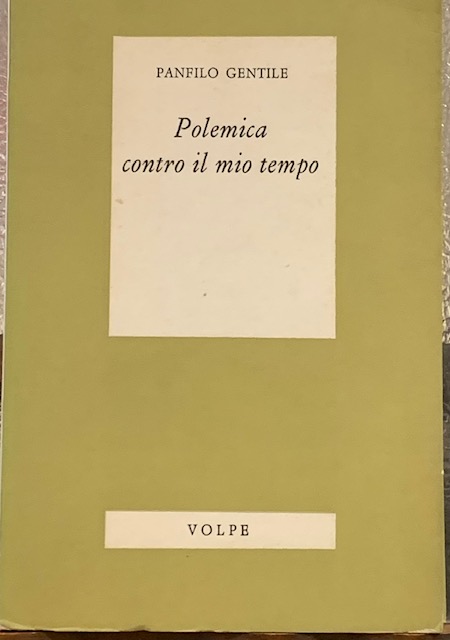 PANFILO GENTILE
Polemica
contro il mio tempo
VOLPE